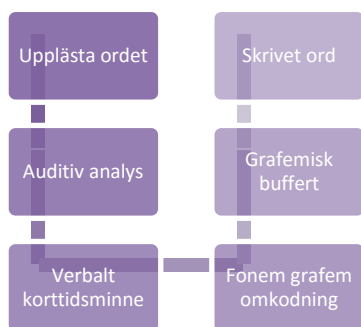 Upplästa ordet
Auditiv analys
Verbalt
korttidsminne
Fonem grafem
omkodning
Grafemisk
buffert
Skrivet ord